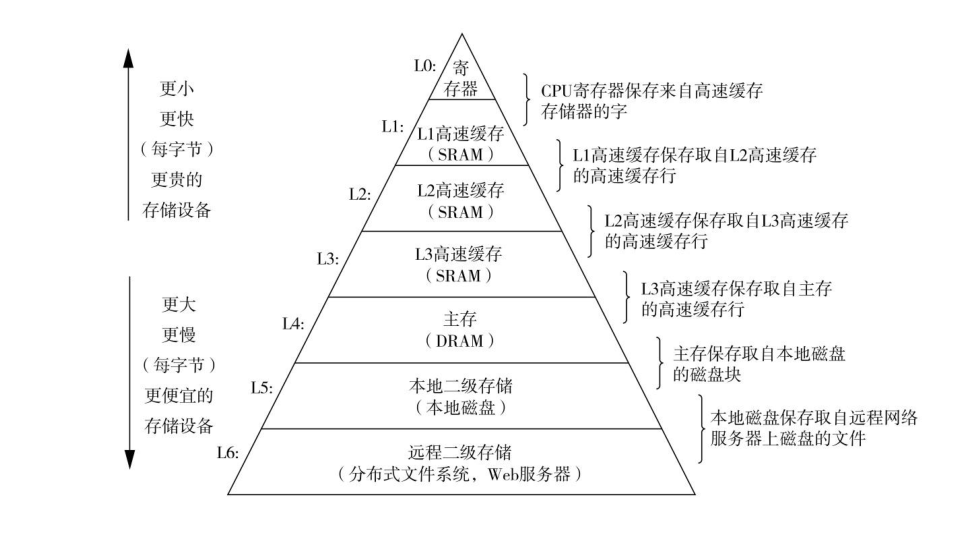 更小
更快
（每字节）
更贵的
存储设备
更大
更慢
（每字节）
更便宜的
存储设备
L0:
寄
存器
L1:
L1高速缓存
（SRAM）
L2:
L2高速缓存
（SRAM）
L3:
L3高速缓存
（SRAM）
L4:
主存
（DRAM）
L5:
本地二级存储
（本地磁盘）
L6:
远程二级存储
（分布式文件系统，Web服务器）
CPU寄存器保存来自高速缓存
存储器的字
L1高速缓存保存取自L2高速缓存
的高速缓存行
L2高速缓存保存取自L3高速缓存
的高速缓存行
L3高速缓存保存取自主存
的高速缓存行
主存保存取自本地磁盘
的磁盘块
本地磁盘保存取自远程网络
服务器上磁盘的文件